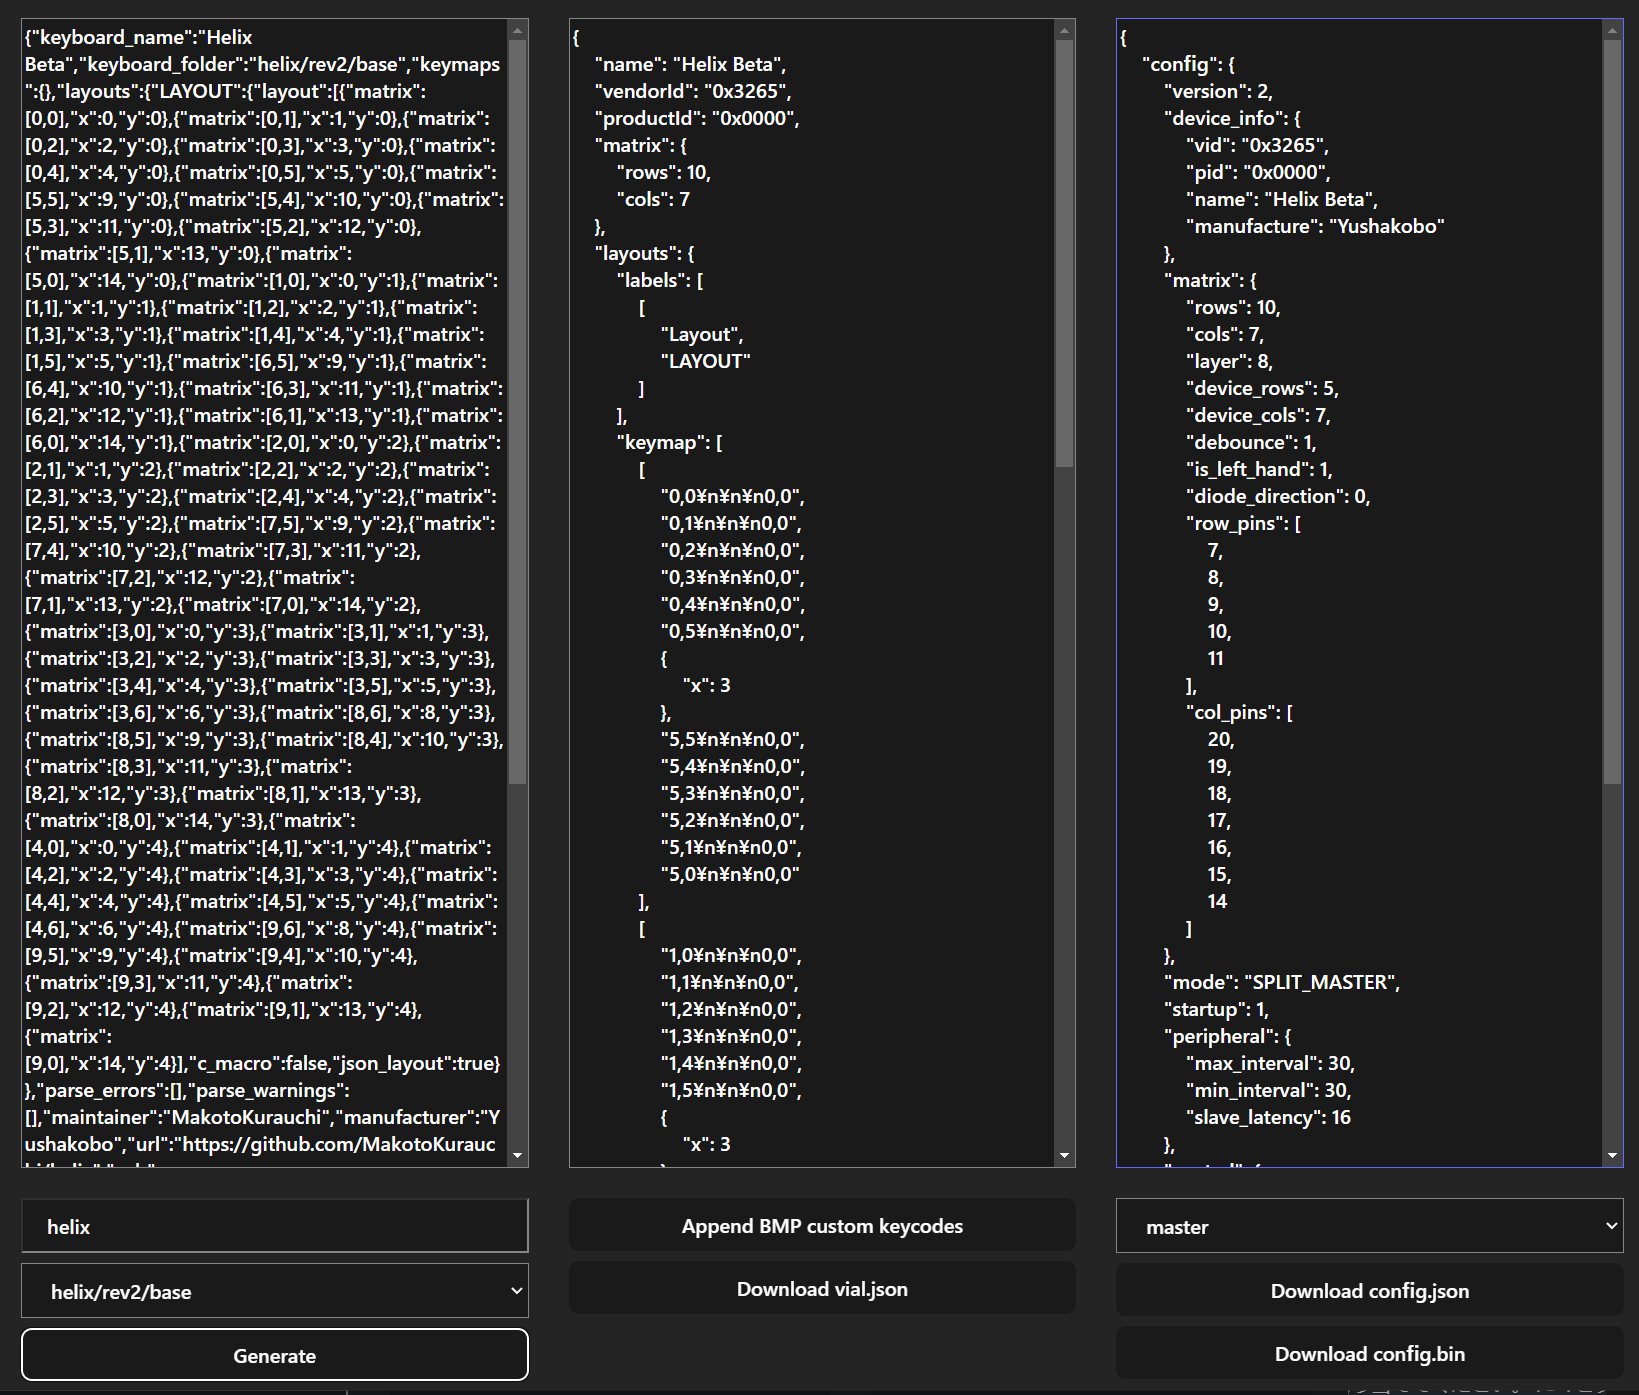 {"keyboard_name":"Helix
Beta","keyboard_folder":"helix/rev2/base","keymaps
":{},"layouts":{"LAYOUT":{"layout":[{"matrix":
[0,0],"x":0,"y":0},{"matrix":[0,1],"x":1,"y":0},{"matrix":
[0,2],"x":2,"y":0},{"matrix":[0,3],"x":3,"y":0},{"matrix":
[0,4],"x":4,"y":0},{"matrix":[0,5],"x":5,"y":0},{"matrix":
[5,5],"x":9,"y":0},{"matrix":[5,4],"x":10,"y":0},{"matrix":
[5,3],"x":11,"y":0},{"matrix":[5,2],"x":12,"y":0},
{"matrix":[5,1],"x":13,"y":0},{"matrix":
[5,0],"x":14,"y":0},{"matrix":[1,0],"x":0,"y":1},{"matrix":
[1,1],"x":1,"y":1},{"matrix":[1,2],"x":2,"y":1},{"matrix":
[1,3],"x":3,"y":1},{"matrix":[1,4],"x":4,"y":1},{"matrix":
[1,5],"x":5,"y":1},{"matrix":[6,5],"x":9,"y":1},{"matrix":
[6,4],"x":10,"y":1},{"matrix":[6,3],"x":11,"y":1},{"matrix":
[6,2],"x":12,"y":1},{"matrix":[6,1],"x":13,"y":1},{"matrix":
[6,0],"x":14,"y":1},{"matrix":[2,0],"x":0,"y":2},{"matrix":
[2,1],"x":1,"y":2},{"matrix":[2,2],"x":2,"y":2},{"matrix":
[2,3],"x":3,"y":2},{"matrix":[2,4],"x":4,"y":2},{"matrix":
[2,5],"x":5,"y":2},{"matrix":[7,5],"x":9,"y":2},{"matrix":
[7,4],"x":10,"y":2},{"matrix":[7,3],"x":11,"y":2},
{"matrix":[7,2],"x":12,"y":2},{"matrix":
[7,1],"x":13,"y":2},{"matrix":[7,0],"x":14,"y":2},
{"matrix":[3,0],"x":0,"y":3},{"matrix":[3,1],"x":1,"y":3},
{"matrix":[3,2],"x":2,"y":3},{"matrix":[3,3],"x":3,"y":3},
{"matrix":[3,4],"x":4,"y":3},{"matrix":[3,5],"x":5,"y":3},
{"matrix":[3,6],"x":6,"y":3},{"matrix":[8,6],"x":8,"y":3},
{"matrix":[8,5],"x":9,"y":3},{"matrix":[8,4],"x":10,"y":3},
{"matrix":[8,3],"x":11,"y":3},{"matrix":
[8,2],"x":12,"y":3},{"matrix":[8,1],"x":13,"y":3},
{"matrix":[8,0],"x":14,"y":3},{"matrix":
[4,0],"x":0,"y":4},{"matrix":[4,1],"x":1,"y":4},{"matrix":
[4,2],"x":2,"y":4},{"matrix":[4,3],"x":3,"y":4},{"matrix":
[4,4],"x":4,"y":4},{"matrix":[4,5],"x":5,"y":4},{"matrix":
[4,6],"x":6,"y":4},{"matrix":[9,6],"x":8,"y":4},{"matrix":
[9,5],"x":9,"y":4},{"matrix":[9,4],"x":10,"y":4},
{"matrix":[9,3],"x":11,"y":4},{"matrix":
[9,2],"x":12,"y":4},{"matrix":[9,1],"x":13,"y":4},
{"matrix":
[9,0],"x":14,"y":4}],"c_macro":false,"json_layout":true}
},"parse_errors":[],"parse_warnings":
[],"maintainer":"MakotoKurauchi","manufacturer":"Y
ushakobo","url":"https://github.com/MakotoKurauc
helix
helix/rev2/base
Generate
{
"name": "Helix Beta",
"vendorId": "0x3265",
"productId": "0x0000",
"matrix": {
"rows": 10,
"cols": 7
},
"layouts": {
"labels": [
[
"Layout",
"LAYOUT"
]
],
"keymap": [
[
"0,0¥n¥n¥n0,0",
"0,1¥n¥n¥n0,0",
"0,2¥n¥n¥n0,0",
"0,3¥n¥n¥n0,0",
"0,4¥n¥n¥n0,0",
"0,5¥n¥n¥n0,0",
{
"x": 3
},
"5,5¥n¥n¥n0,0",
"5,4¥n¥n¥n0,0",
"5,3¥n¥n¥n0,0",
"5,2¥n¥n¥n0,0",
"5,1¥n¥n¥n0,0",
"5,0¥n¥n¥n0,0"
],
[
"1,0¥n¥n¥n0,0",
"1,1¥n¥n¥n0,0",
"1,2¥n¥n¥n0,0",
"1,3¥n¥n¥n0,0",
"1,4¥n¥n¥n0,0",
"1,5¥n¥n¥n0,0",
{
"x": 3
Append BMP custom keycodes
Download vial.json
{
"config": {
"version": 2,
"device_info": {
"vid": "0x3265",
"pid": "0x0000",
"name": "Helix Beta",
"manufacture": "Yushakobo"
},
"matrix": {
"rows": 10,
"cols": 7,
"layer": 8,
"device_rows": 5,
"device_cols": 7,
"debounce": 1,
"is_left_hand": 1,
"diode_direction": 0,
"row_pins": [
7,
8,
9,
10,
11
],
"col_pins": [
20,
19,
18,
17,
16,
15,
14
]
},
"mode": "SPLIT_MASTER",
"startup": 1,
"peripheral": {
"max_interval": 30,
"min_interval": 30,
"slave_latency": 16
},
master
Download config.json
Download config.bin